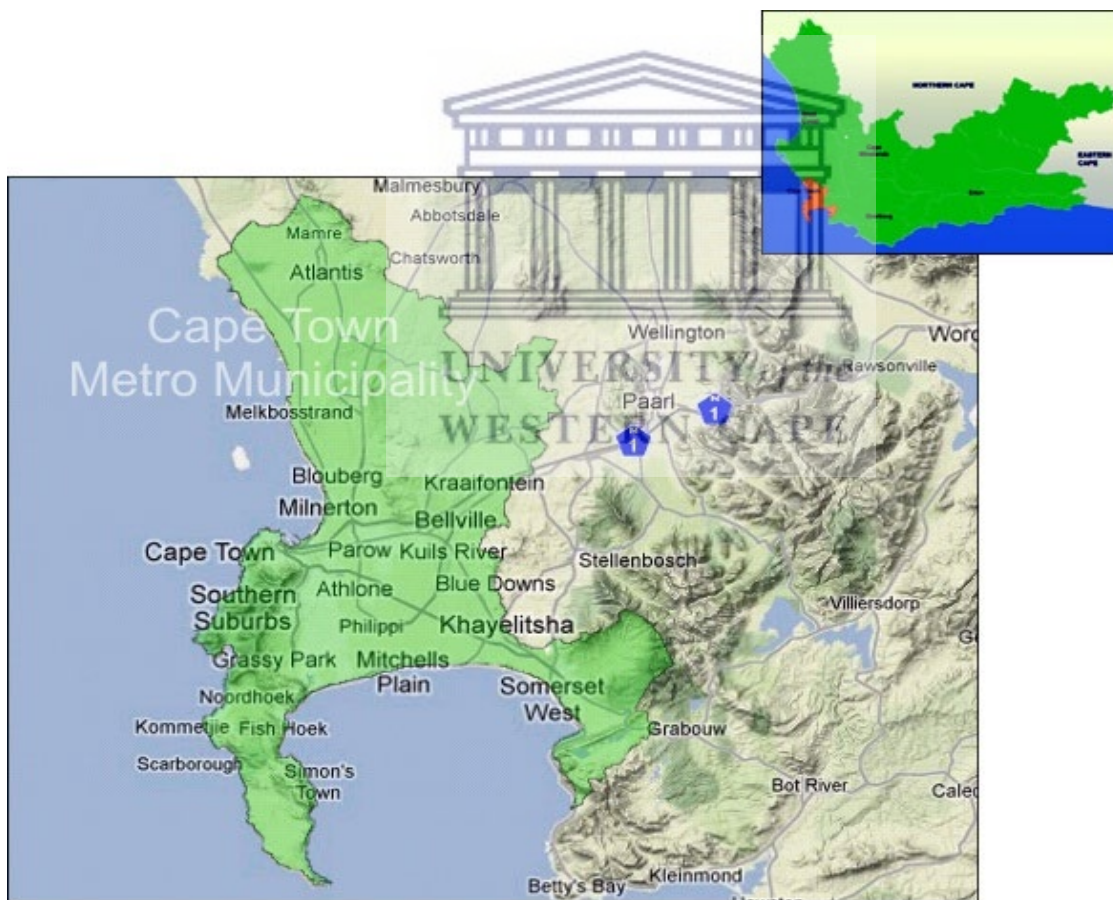 NORTHERN CAPE
EASTERN
CAPE
Malmesbury
Abbotsdale
Mamre
Chatsworth
Atlantis
Cape Town
Metro Municipality
Wellington
Rawsonville
UNIVERSITY
WESTERN CAPE
Paarl
N
1
N
1
Melkbosstrand
Blouberg
Kraaifontein
Milnerton
Bellville
Cape Town
Parow
Kuils River
Stellenbosch
Southern
Suburbs
Athlone
Blue Downs
Villiersdorp
Philippi
Khayelitsha
Grassy Park
Mitchells
Plain
Somerset
West
Noordhoek
Kommetjie
Fish Hoek
Grabouw
Scarborough
Simon's
Town
Bot River
Betty's Bay
Kleinmond